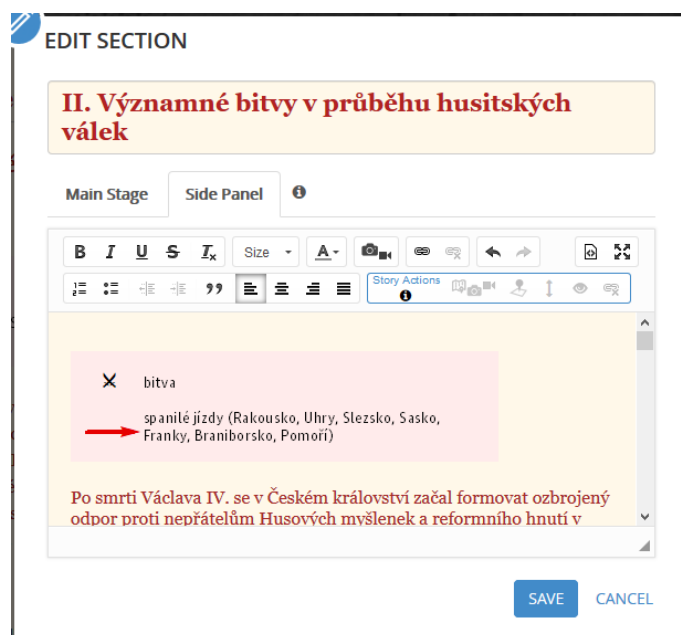 EDIT SECTION
II. Významné bitvy v průběhu husitských
válek
Main Stage Side Panel
B I U S Ix Size A
Story Actions
bitva
spanilé jízdy (Rakousko, Uhry, Slezsko, Sasko,
Franky, Braniborsko, Pomoří)
Po smrti Václava IV. se v Českém království začal formovat ozbrojený
odpor proti nepřátelům Husových myšlenek a reformního hnutí v
SAVE CANCEL